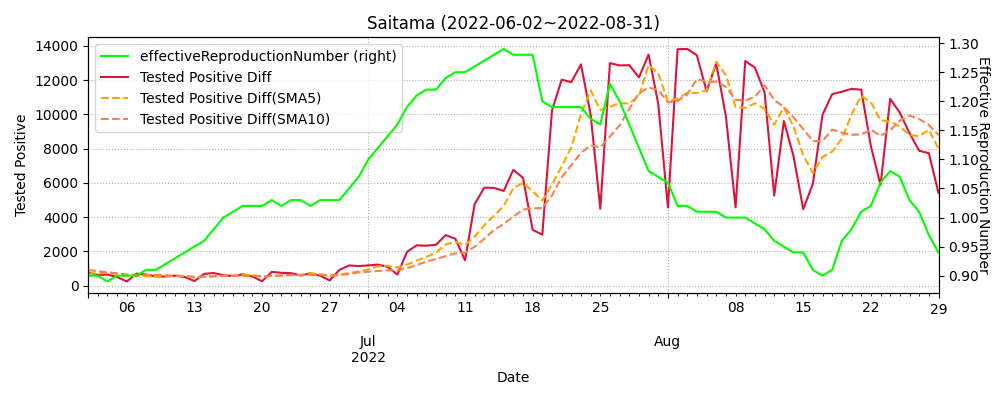 Saitama (2022-06-02~2022-08-31)
effectiveReproductionNumber (right)
Tested Positive Diff
Tested Positive Diff(SMA5)
Tested Positive Diff(SMA10)
Tested Positive
14000
12000
10000
8000
6000
4000
2000
0
Effective Reproduction Number
1.30
1.25
1.20
1.15
1.10
1.05
1.00
0.95
0.90
06 13 20 27 04 11 18 25 08 15 22 29
Jul Aug
2022
Date